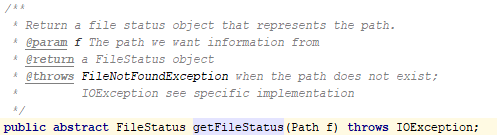 /**
 * Return a file status object that represents the path.
 * @param f The path we want information from
 * @return a FileStatus object
 * @throws FileNotFoundException when the path does not exist;
 *         IOException see specific implementation
 */
public abstract FileStatus getFileStatus(Path f) throws IOException;